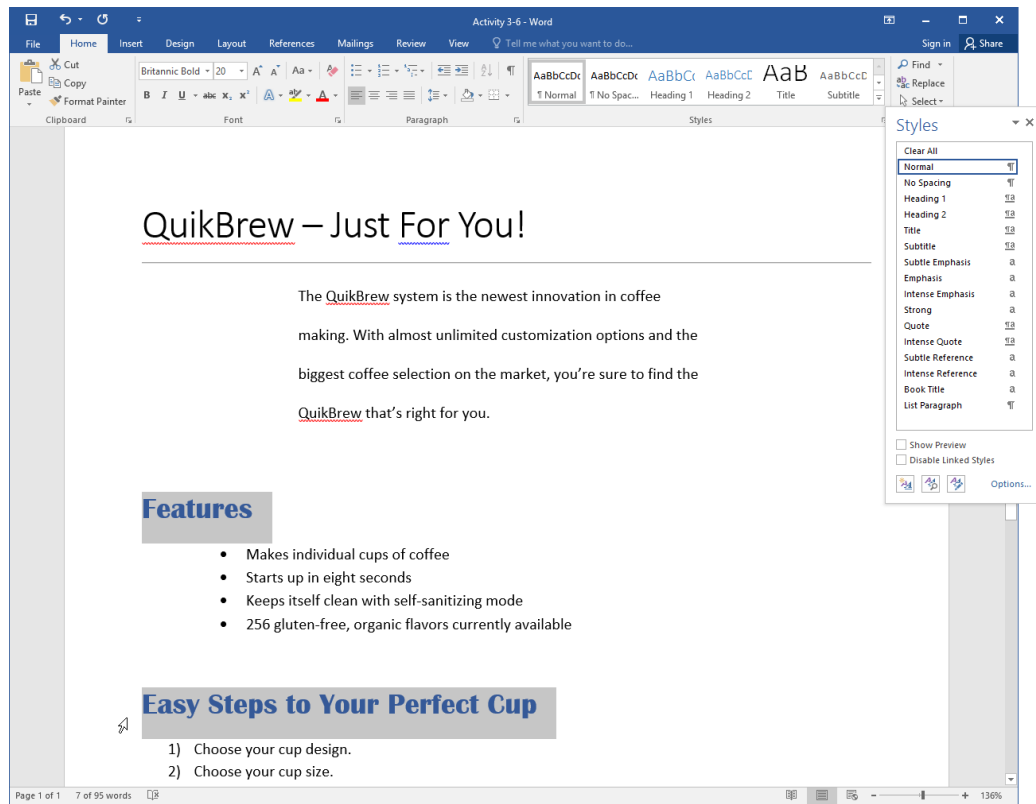 Activity 3-6 - Word
File Home Insert Design Layout References Mailings Review View Tell me what you want to do... Sign in Share
Paste
Cut
Copy
Format Painter
Clipboard
Britannic Bold 20 A A Aa
B I U abc X₂ X² A aby A
Font
Paragraph
AaBbCcDc AaBbCcDc AaBbCc AaBbCcD AaB AaBbCcD
¶ Normal ¶ No Spac... Heading 1 Heading 2 Title Subtitle
Styles
Find
Replace
Select
Styles
Clear All
Normal ¶
No Spacing ¶
Heading 1 ¶a
Heading 2 ¶a
Title ¶a
Subtitle ¶a
Subtle Emphasis a
Emphasis a
Intense Emphasis a
Strong a
Quote ¶a
Intense Quote ¶a
Subtle Reference a
Intense Reference a
Book Title a
List Paragraph ¶
Show Preview
Disable Linked Styles
Options...
QuikBrew – Just For You!
The QuikBrew system is the newest innovation in coffee
making. With almost unlimited customization options and the
biggest coffee selection on the market, you’re sure to find the
QuikBrew that’s right for you.
Features
• Makes individual cups of coffee
• Starts up in eight seconds
• Keeps itself clean with self-sanitizing mode
• 256 gluten-free, organic flavors currently available
Easy Steps to Your Perfect Cup
1) Choose your cup design.
2) Choose your cup size.
Page 1 of 1 7 of 95 words 136%